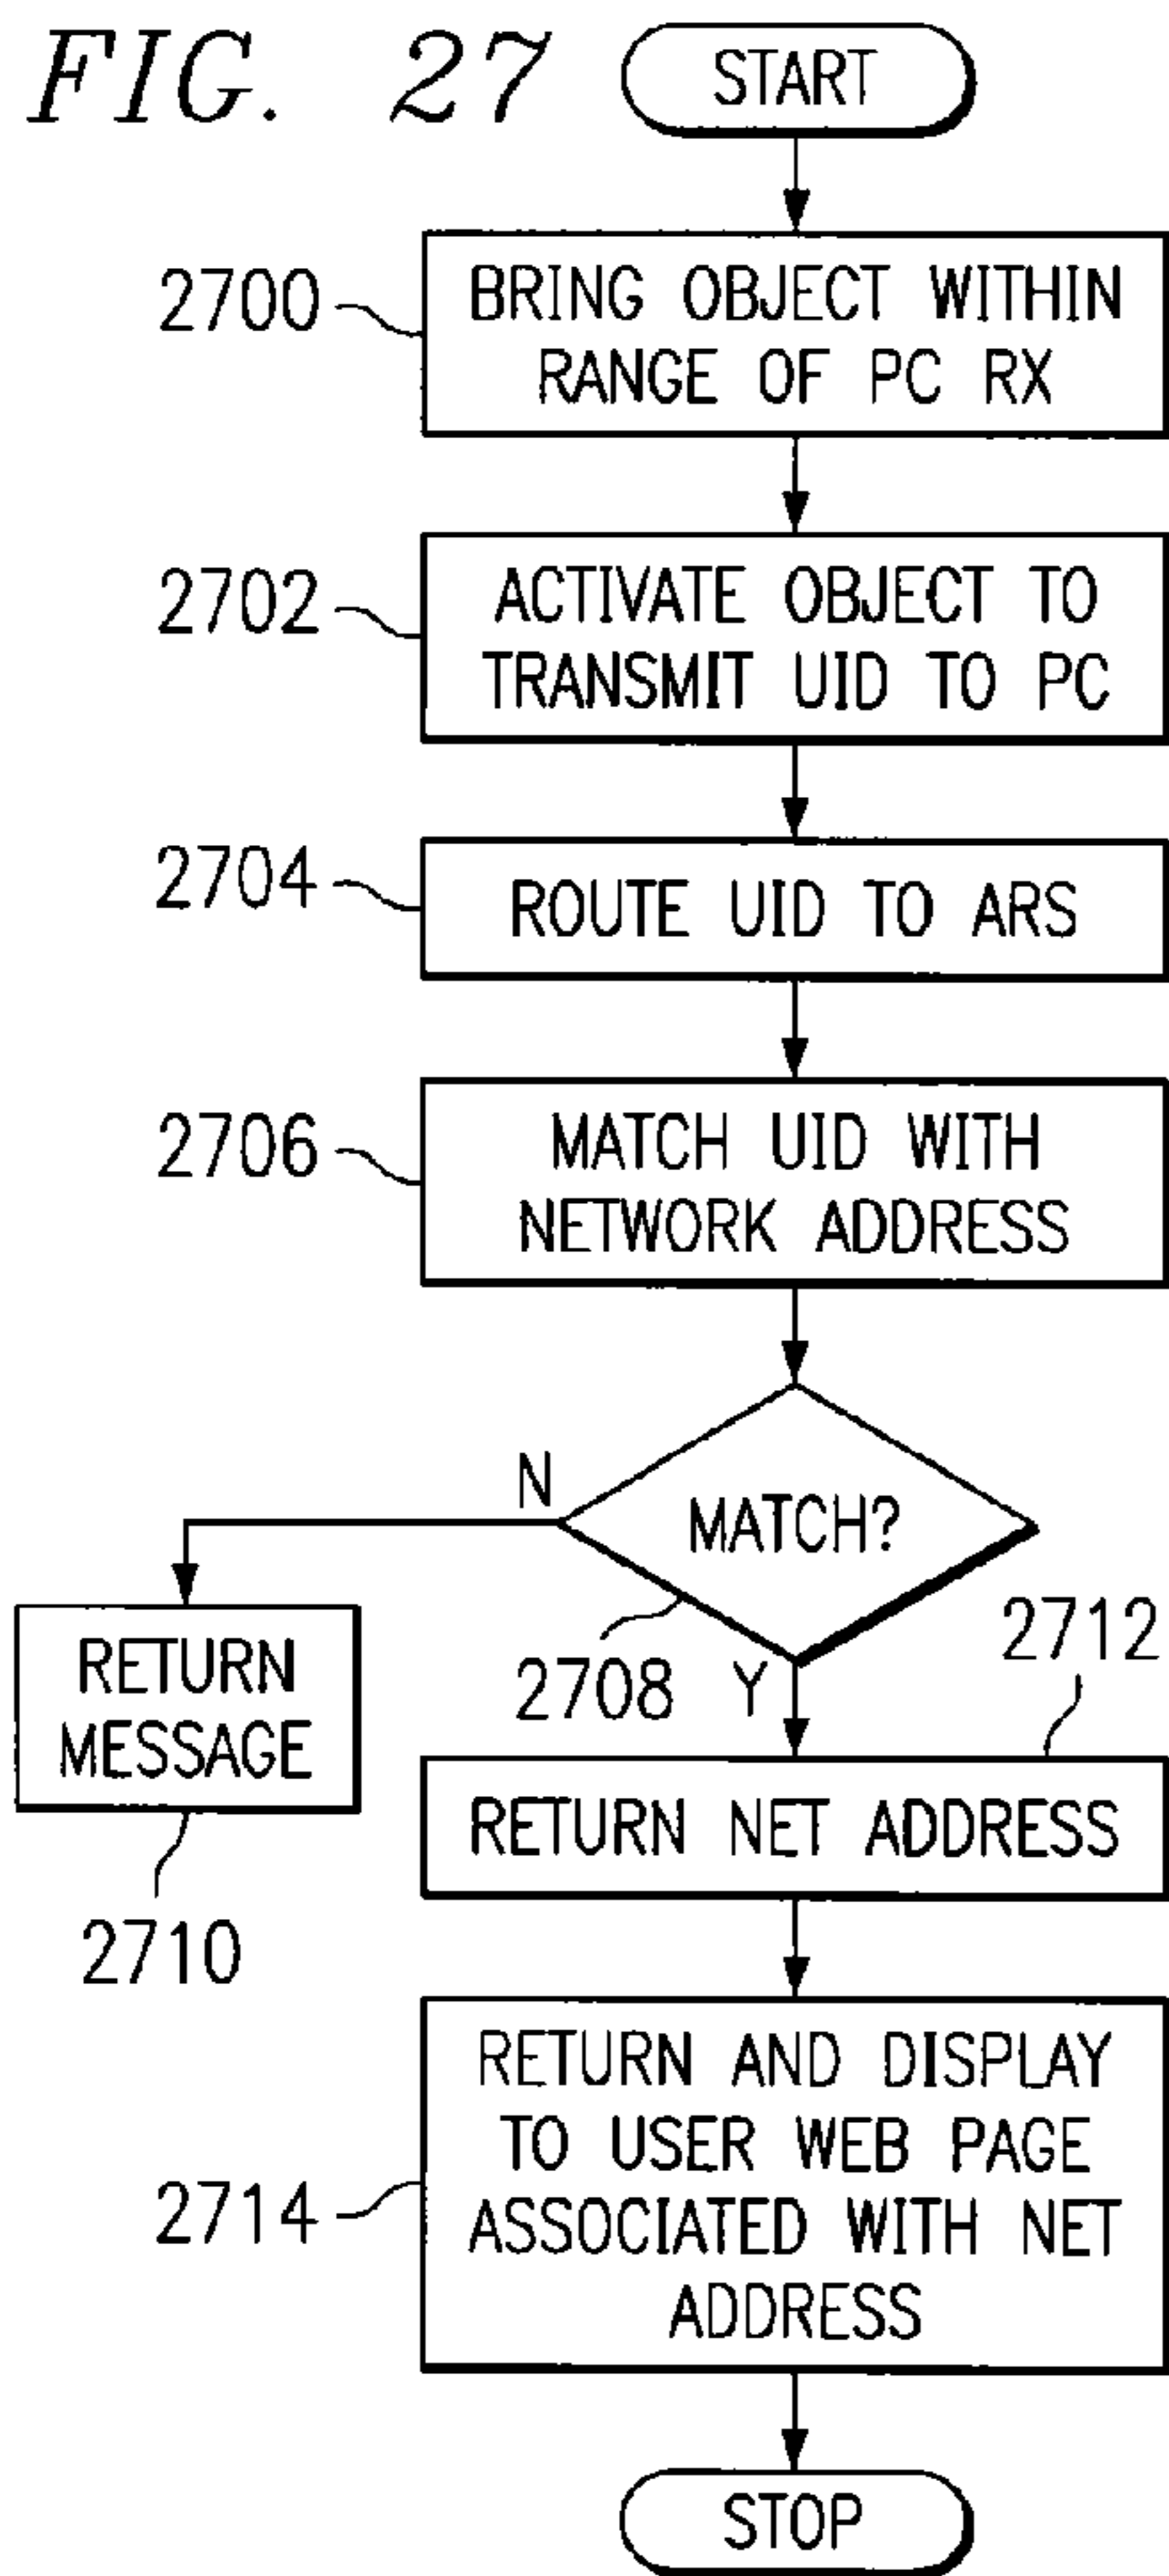 FIG. 27
START
2700
BRING OBJECT WITHIN
RANGE OF PC RX
2702
ACTIVATE OBJECT TO
TRANSMIT UID TO PC
2704
ROUTE UID TO ARS
2706
MATCH UID WITH
NETWORK ADDRESS
N
MATCH?
2708
Y
2712
RETURN
MESSAGE
2710
RETURN NET ADDRESS
2714
RETURN AND DISPLAY
TO USER WEB PAGE
ASSOCIATED WITH NET
ADDRESS
STOP